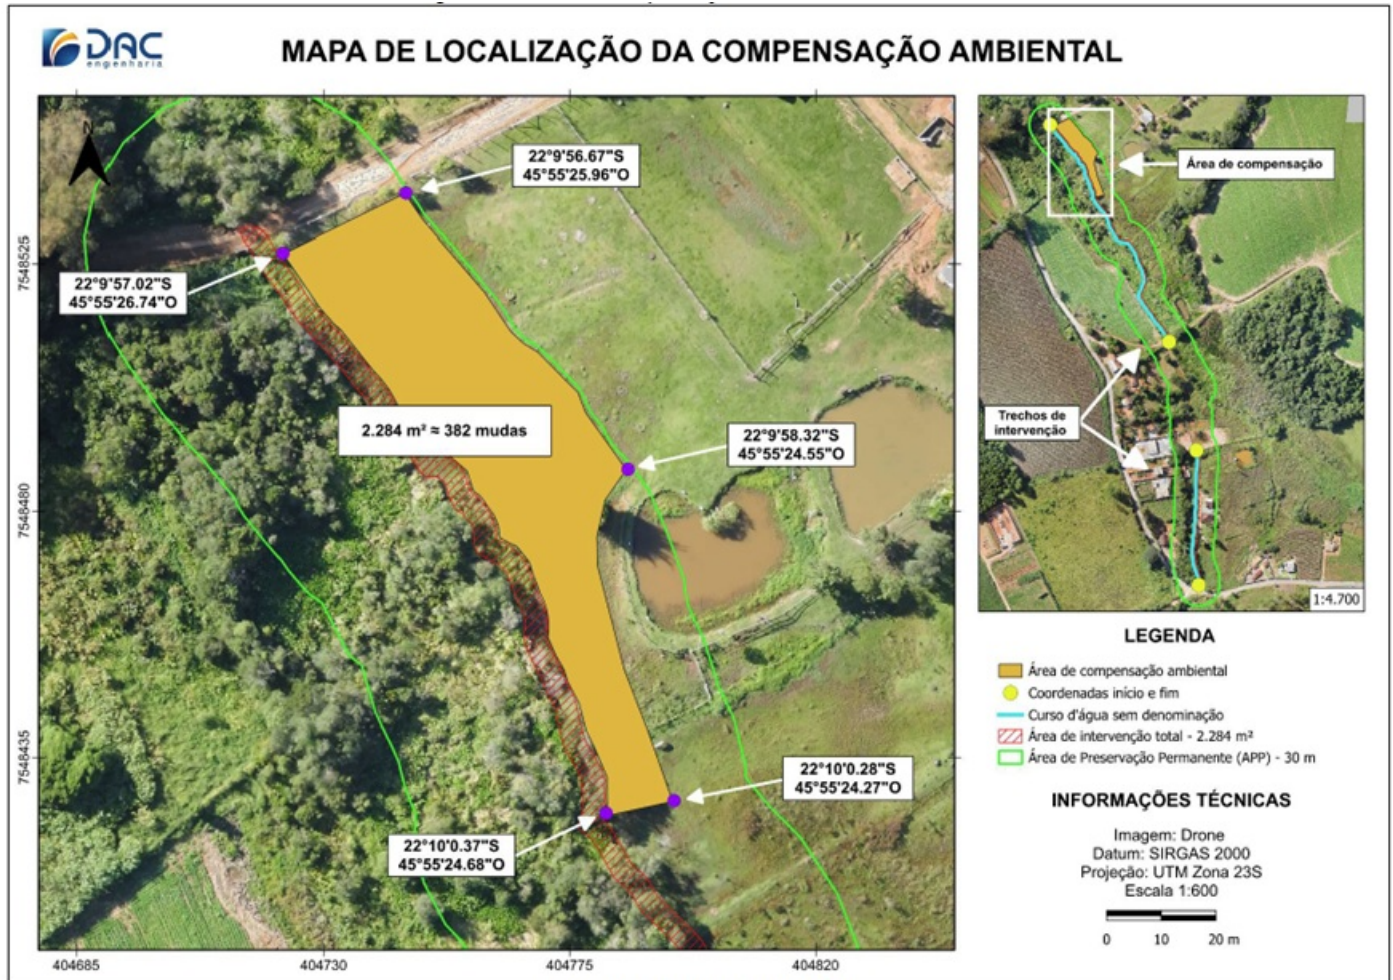 DAC
engenharia
MAPA DE LOCALIZAÇÃO DA COMPENSAÇÃO AMBIENTAL
N
22°9'56.67"S
45°55'25.96"O
22°9'57.02"S
45°55'26.74"O
2.284 m² ≈ 382 mudas
22°9'58.32"S
45°55'24.55"O
22°10'0.28"S
45°55'24.27"O
22°10'0.37"S
45°55'24.68"O
7548525
7548480
7548435
404685
404730
404775
404820
Área de compensação
Trechos de
intervenção
1:4.700
LEGENDA
Área de compensação ambiental
Coordenadas início e fim
Curso d'água sem denominação
Área de intervenção total - 2.284 m²
Área de Preservação Permanente (APP) - 30 m
INFORMAÇÕES TÉCNICAS
Imagem: Drone
Datum: SIRGAS 2000
Projeção: UTM Zona 23S
Escala 1:600
0 10 20 m